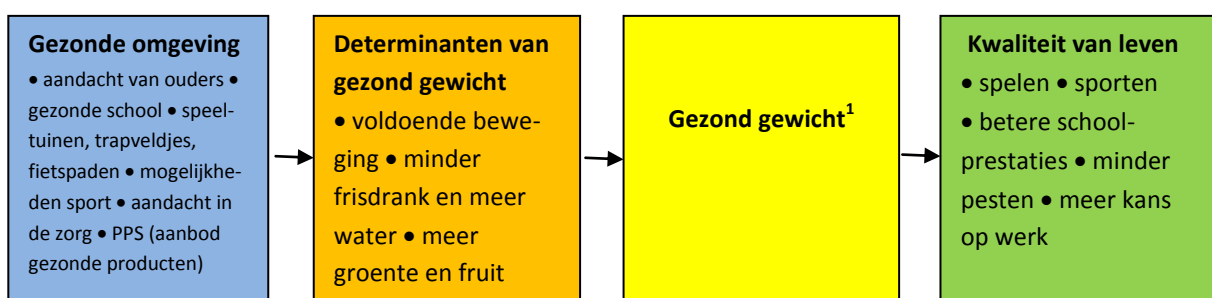 Gezonde omgeving
• aandacht van ouders •
gezonde school • speel-
tuinen, trapveldjes,
fietspaden • mogelijkhe-
den sport • aandacht in
de zorg • PPS (aanbod
gezonde producten)
Determinanten van
gezond gewicht
• voldoende bewe-
ging • minder
frisdrank en meer
water • meer
groente en fruit
Gezond gewicht¹
Kwaliteit van leven
• spelen • sporten
• betere school-
prestaties • minder
pesten • meer kans
op werk